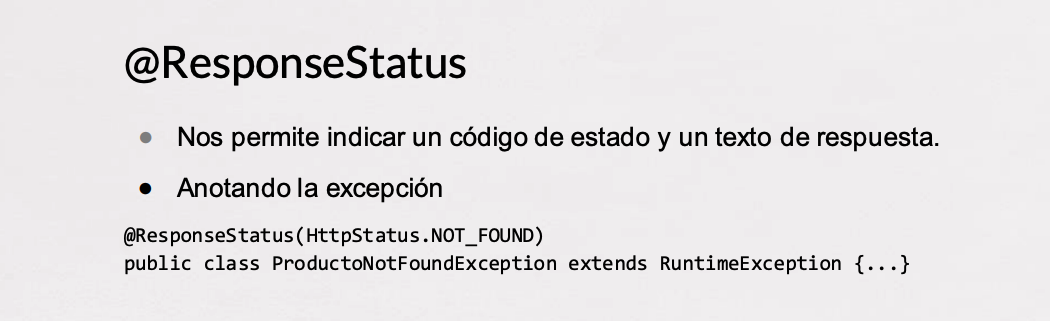 @ResponseStatus
● Nos permite indicar un código de estado y un texto de respuesta.
● Anotando la excepción
@ResponseStatus(HttpStatus.NOT_FOUND)
public class ProductoNotFoundException extends RuntimeException {...}